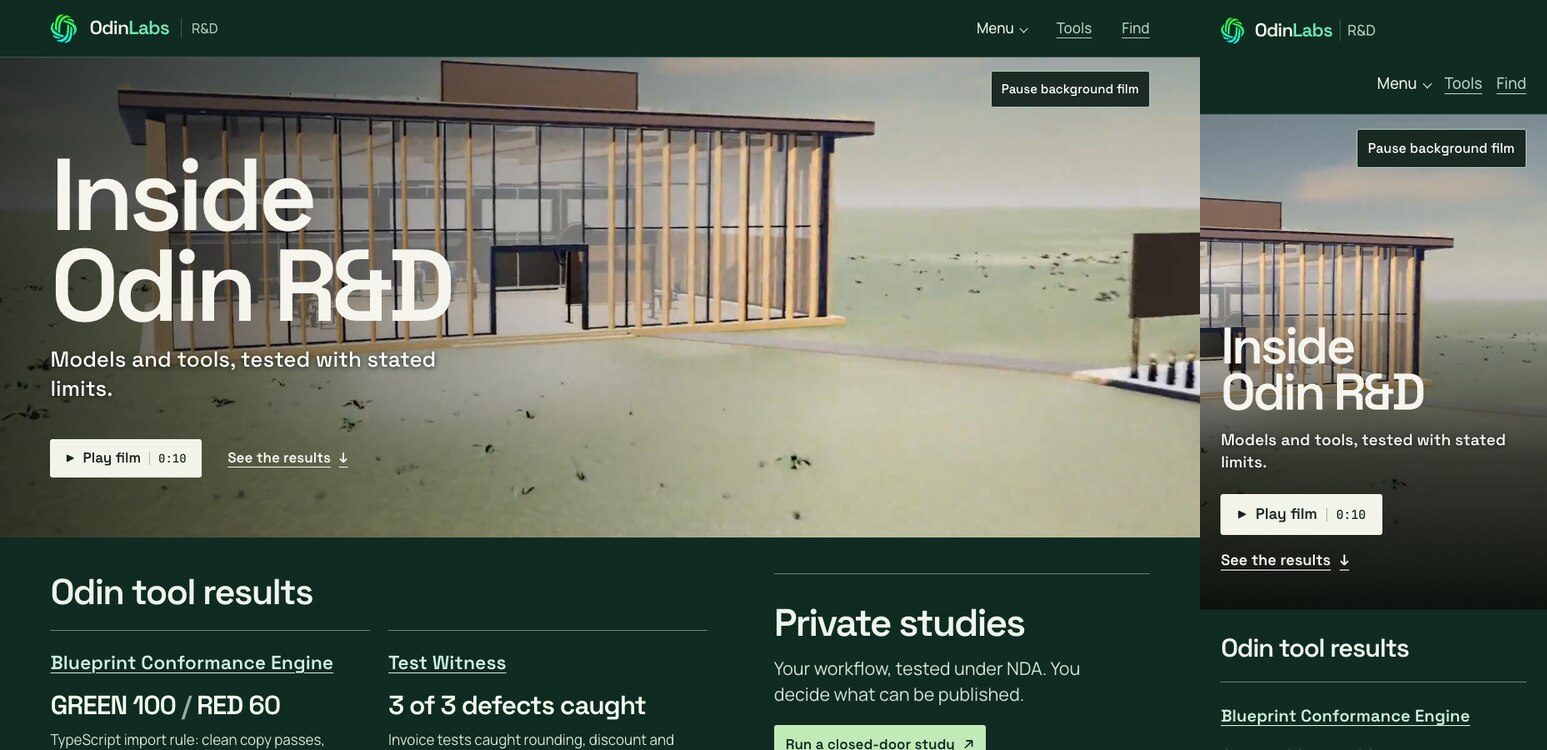 OdinLabs R&D
Menu Tools Find
Pause background film
Inside
Odin R&D
Models and tools, tested with stated
limits.
Play film 0:10
See the results ↓
Odin tool results
Blueprint Conformance Engine
GREEN 100 / RED 60
TypeScript import rule: clean copy passes,
Test Witness
3 of 3 defects caught
Invoice tests caught rounding, discount and
Private studies
Your workflow, tested under NDA. You
decide what can be published.
Run a closed-door study ↗
OdinLabs R&D
Menu Tools Find
Pause background film
Inside
Odin R&D
Models and tools, tested with stated
limits.
Play film 0:10
See the results ↓
Odin tool results
Blueprint Conformance Engine